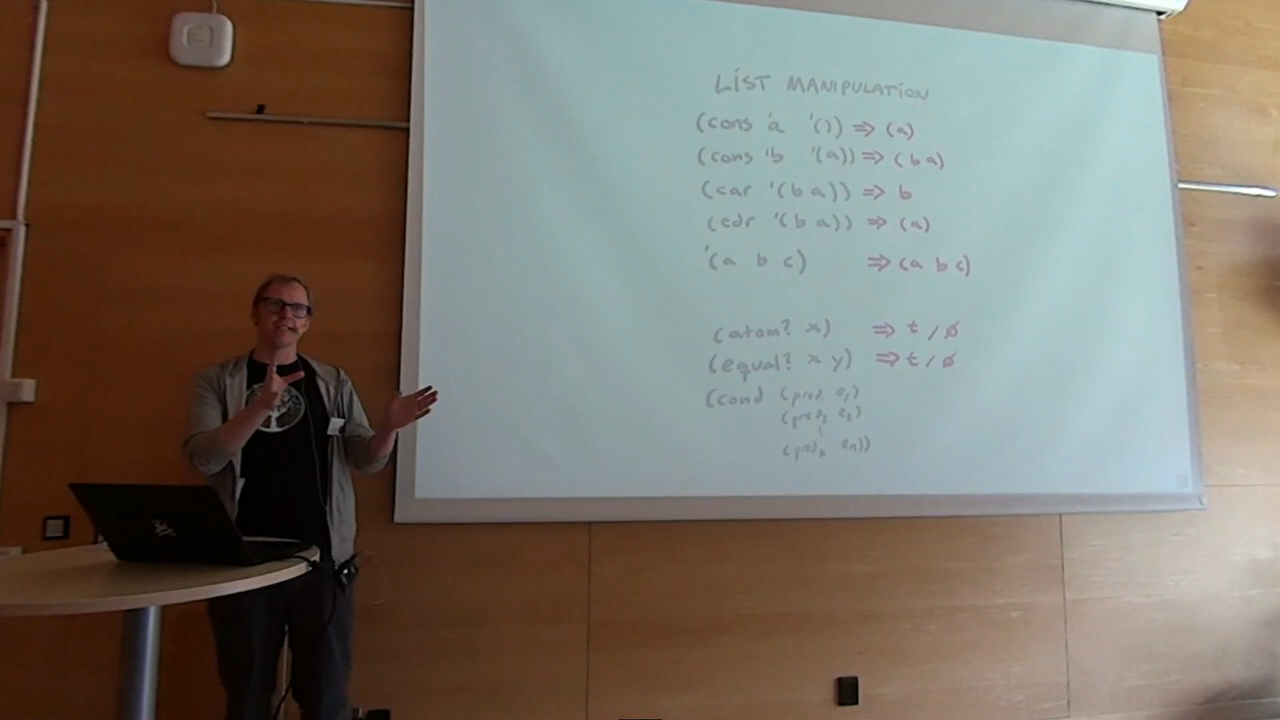 LIST MANIPULATION
(cons 'a '()) ⇒ (a)
(cons 'b '(a)) ⇒ (b a)
(car '(b a)) ⇒ b
(cdr '(b a)) ⇒ (a)
'(a b c) ⇒ (a b c)
(atom? x) ⇒ t / ø
(equal? x y) ⇒ t / ø
(cond (pred₁ e₁)
(pred₂ e₂)
(predₙ eₙ))